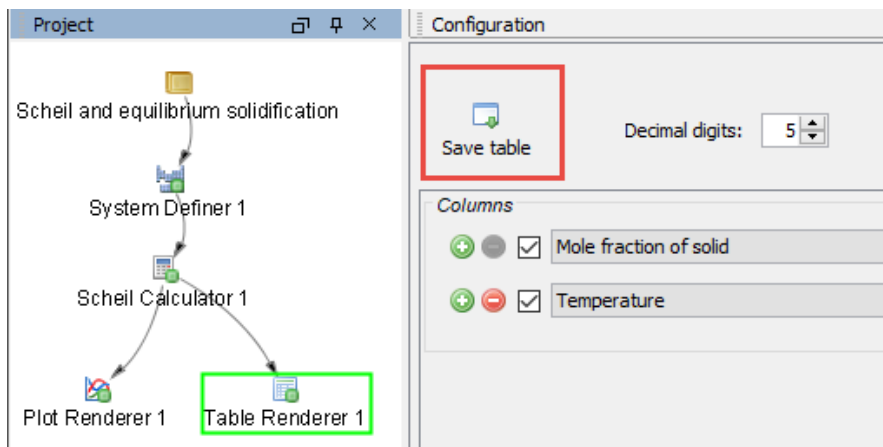 Project
Scheil and equilibrium solidification
System Definer 1
Scheil Calculator 1
Plot Renderer 1
Table Renderer 1
Configuration
Save table
Decimal digits: 5
Columns
Mole fraction of solid
Temperature